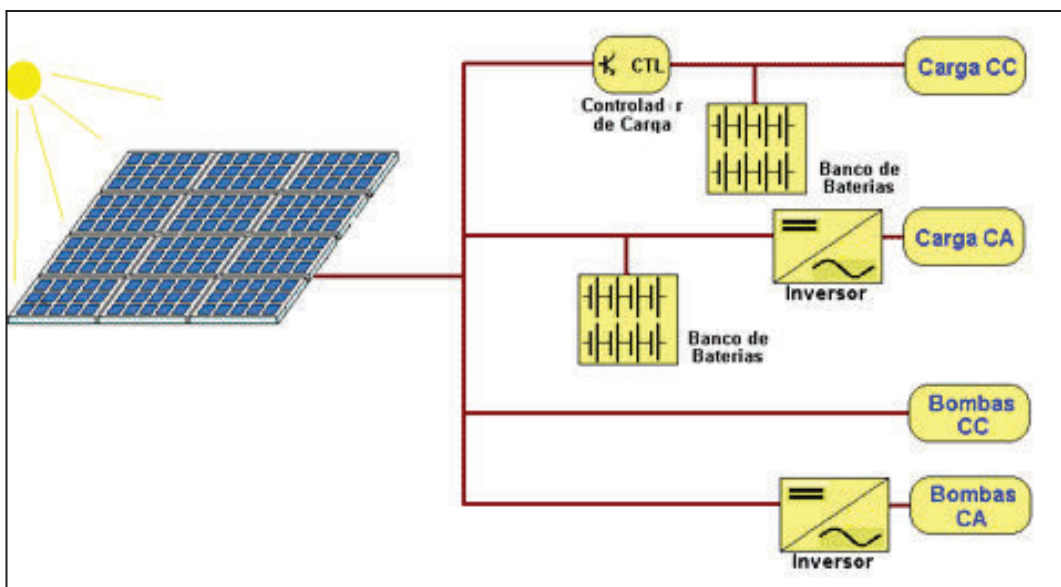 CTL
Carga CC
Controlad r
de Carga
Banco de
Baterias
Carga CA
Inversor
Banco de
Baterias
Bombas
CC
Bombas
CA
Inversor